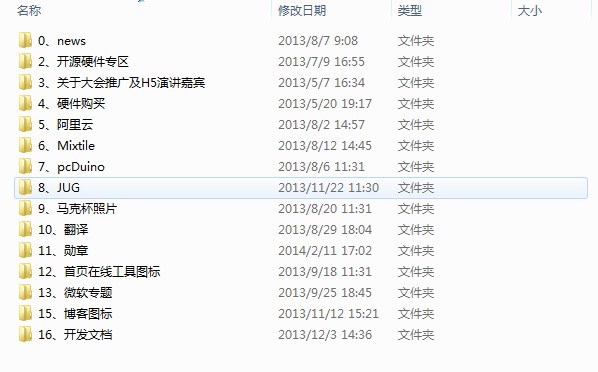 名称 修改日期 类型 大小
0、news 2013/8/7 9:08 文件夹
2、开源硬件专区 2013/7/9 16:55 文件夹
3、关于大会推广及H5演讲嘉宾 2013/5/7 16:34 文件夹
4、硬件购买 2013/5/20 19:17 文件夹
5、阿里云 2013/8/2 14:57 文件夹
6、Mixtile 2013/8/12 14:45 文件夹
7、pcDuino 2013/8/6 11:31 文件夹
8、JUG 2013/11/22 11:30 文件夹
9、马克杯照片 2013/8/20 11:31 文件夹
10、翻译 2013/8/29 18:04 文件夹
11、勋章 2014/2/11 17:02 文件夹
12、首页在线工具图标 2013/9/18 11:31 文件夹
13、微软专题 2013/9/25 18:45 文件夹
15、博客图标 2013/11/12 15:21 文件夹
16、开发文档 2013/12/3 14:36 文件夹